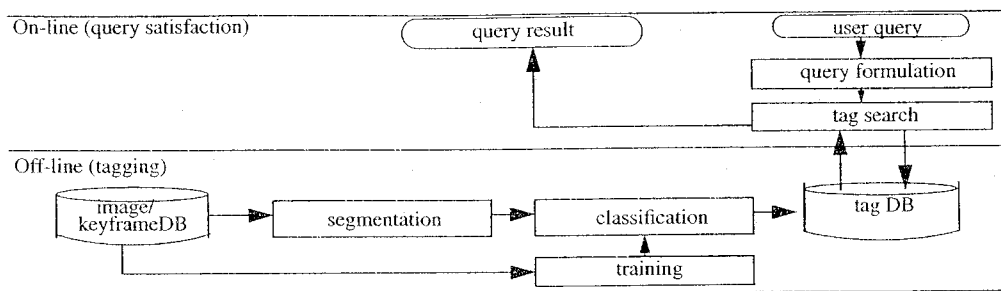 On-line (query satisfaction)
query result
user query
query formulation
tag search
Off-line (tagging)
image/
keyframeDB
segmentation
classification
tag DB
training